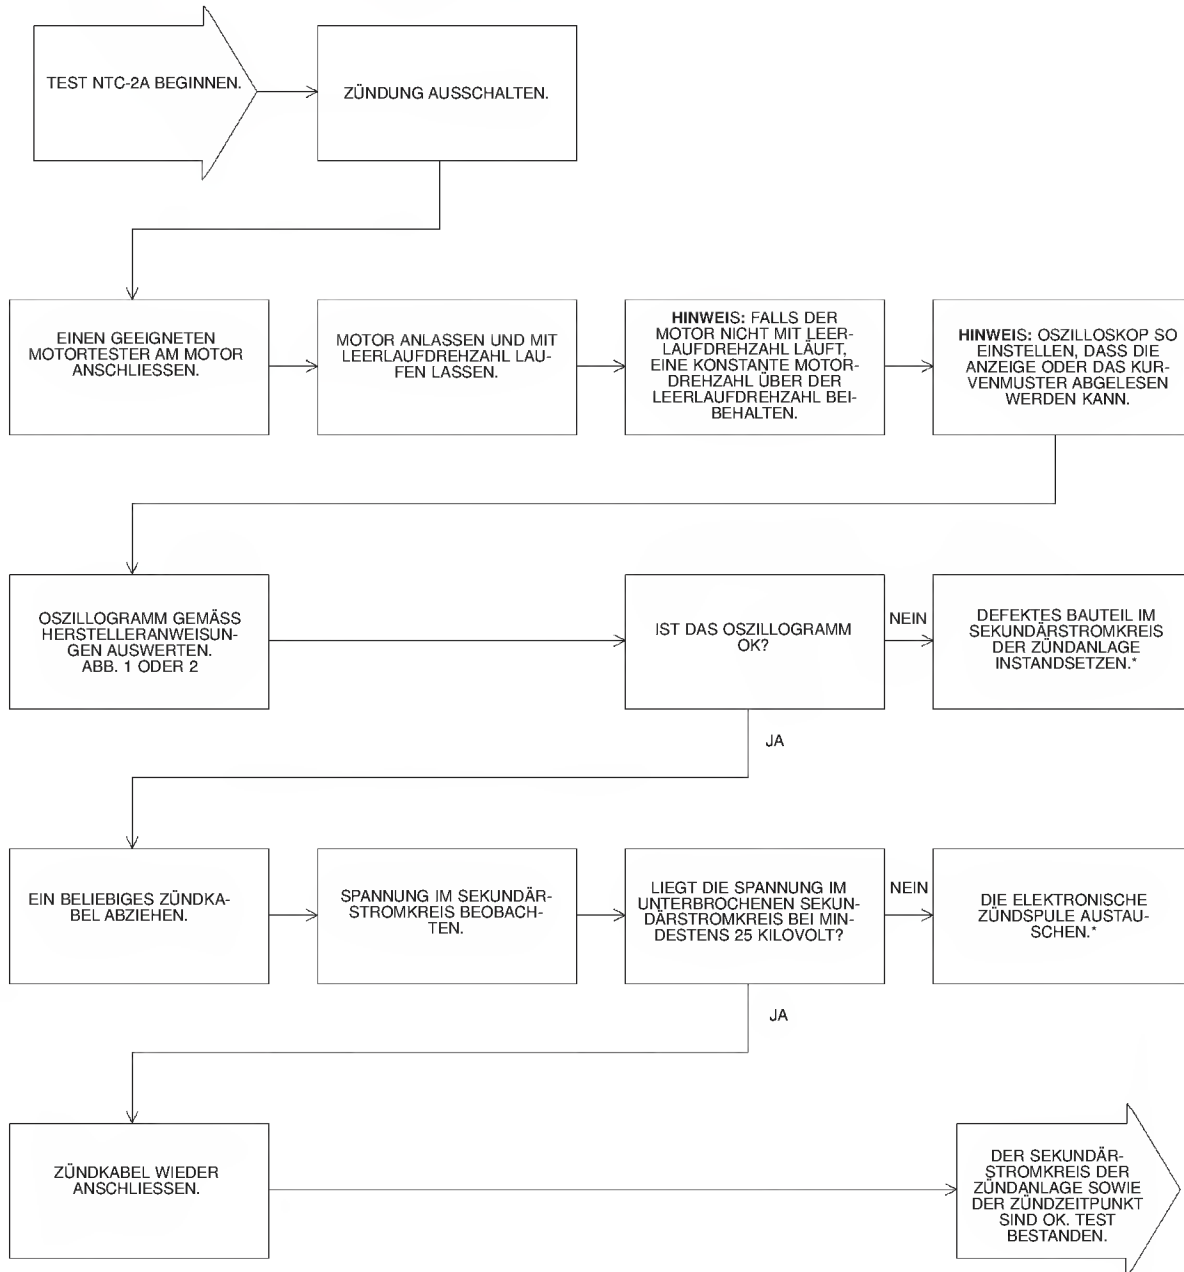 TEST NTC-2A BEGINNEN.
ZÜNDUNG AUSSCHALTEN.
EINEN GEEIGNETEN
MOTORTESTER AM MOTOR
ANSCHLIESSEN.
MOTOR ANLASSEN UND MIT
LEERLAUFDREHZAHL LAU-
FEN LASSEN.
HINWEIS: FALLS DER
MOTOR NICHT MIT LEER-
LAUFDREHZAHL LÄUFT,
EINE KONSTANTE MOTOR-
DREHZAHL ÜBER DER
LEERLAUFDREHZAHL BEI-
BEHALTEN.
HINWEIS: OSZILLOSKOP SO
EINSTELLEN, DASS DIE
ANZEIGE ODER DAS KUR-
VENMUSTER ABGELESEN
WERDEN KANN.
OSZILLOGRAMM GEMÄSS
HERSTELLERANWEISUN-
GEN AUSWERTEN.
ABB. 1 ODER 2
IST DAS OSZILLOGRAMM
OK?
NEIN
DEFEKTES BAUTEIL IM
SEKUNDÄRSTROMKREIS
DER ZÜNDANLAGE
INSTANDSETZEN.*
JA
EIN BELIEBIGES ZÜNDKA-
BEL ABZIEHEN.
SPANNUNG IM SEKUNDÄR-
STROMKREIS BEOBACH-
TEN.
LIEGT DIE SPANNUNG IM
UNTERBROCHENEN SEKUN-
DÄRSTROMKREIS BEI MIN-
DESTENS 25 KILOVOLT?
NEIN
DIE ELEKTRONISCHE
ZÜNDSPULE AUSTAU-
SCHEN.*
JA
ZÜNDKABEL WIEDER
ANSCHLIESSEN.
DER SEKUNDÄR-
STROMKREIS DER
ZÜNDANLAGE SOWIE
DER ZÜNDZEITPUNKT
SIND OK. TEST
BESTANDEN.